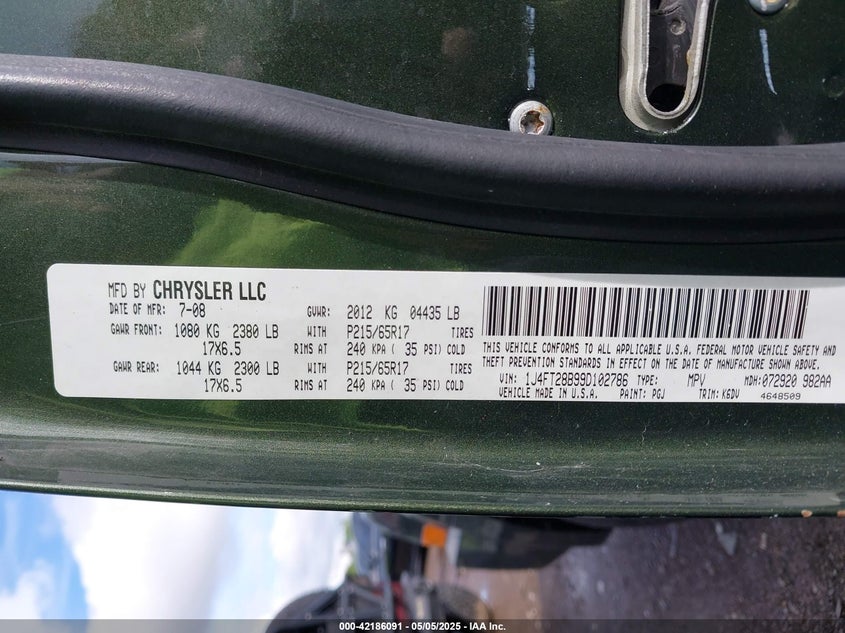 MFD BY CHRYSLER LLC
DATE OF MFR: 7-08 GVWR: 2012 KG 04435 LB
GAWR FRONT: 1080 KG 2380 LB WITH P215/65R17 TIRES
17X6.5 RIMS AT 240 KPA ( 35 PSI) COLD
GAWR REAR: 1044 KG 2300 LB WITH P215/65R17 TIRES
17X6.5 RIMS AT 240 KPA ( 35 PSI) COLD
THIS VEHICLE CONFORMS TO ALL APPLICABLE U.S.A. FEDERAL MOTOR VEHICLE SAFETY AND
THEFT PREVENTION STANDARDS IN EFFECT ON THE DATE OF MANUFACTURE SHOWN ABOVE.
VIN: 1J4FT28B99D102786 TYPE: MPV MDH:072920 982AA
VEHICLE MADE IN U.S.A. PAINT: PGJ TRIM: K6DV 4648509
000-42186091 - 05/05/2025 - IAA Inc.